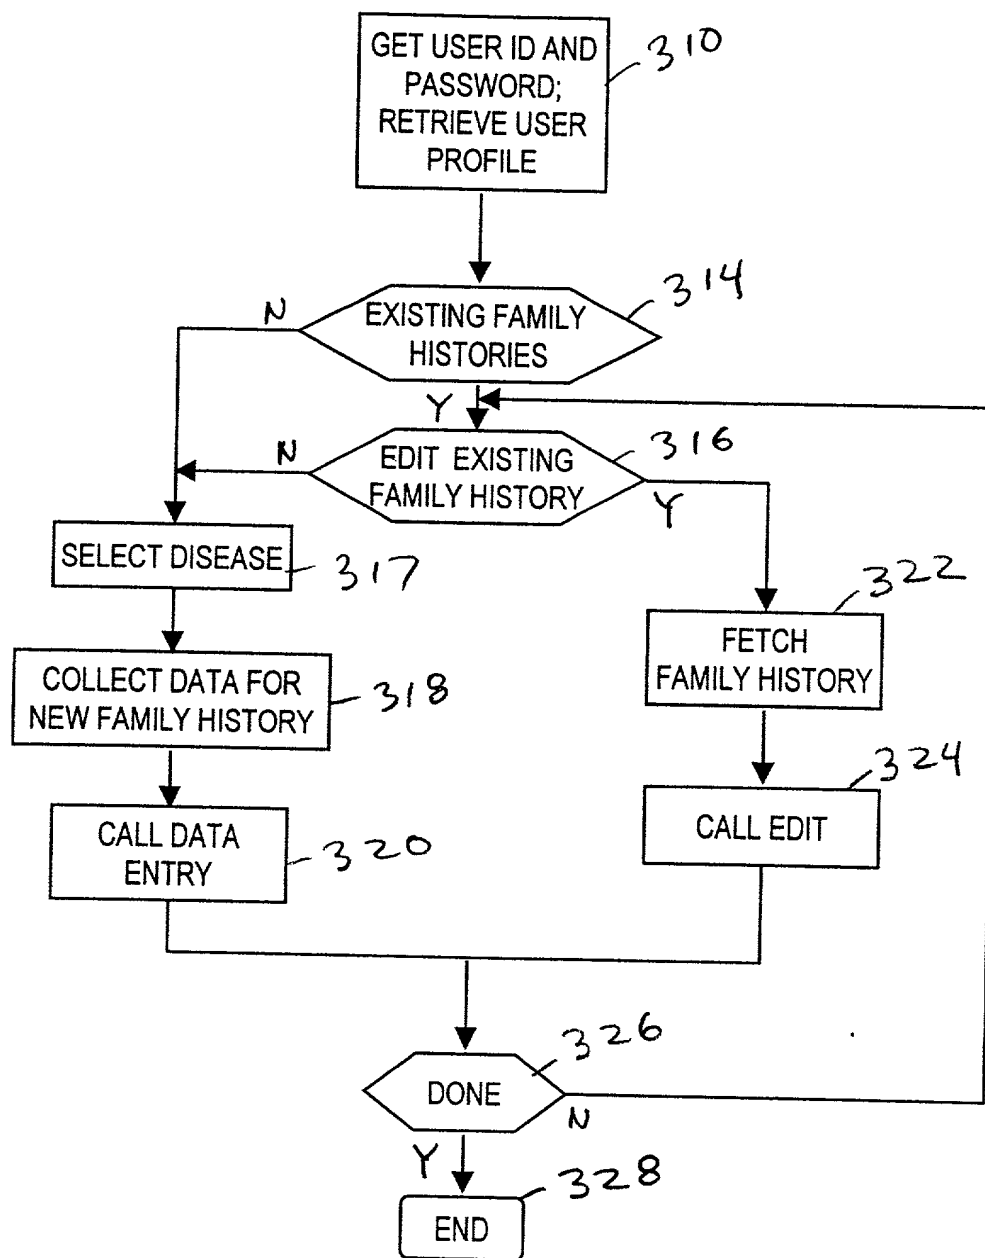 GET USER ID AND
PASSWORD;
RETRIEVE USER
PROFILE
310
EXISTING FAMILY
HISTORIES
314
N
Y
EDIT EXISTING
FAMILY HISTORY
316
N
Y
SELECT DISEASE
317
FETCH
FAMILY HISTORY
322
COLLECT DATA FOR
NEW FAMILY HISTORY
318
CALL EDIT
324
CALL DATA
ENTRY
320
DONE
326
N
Y
END
328